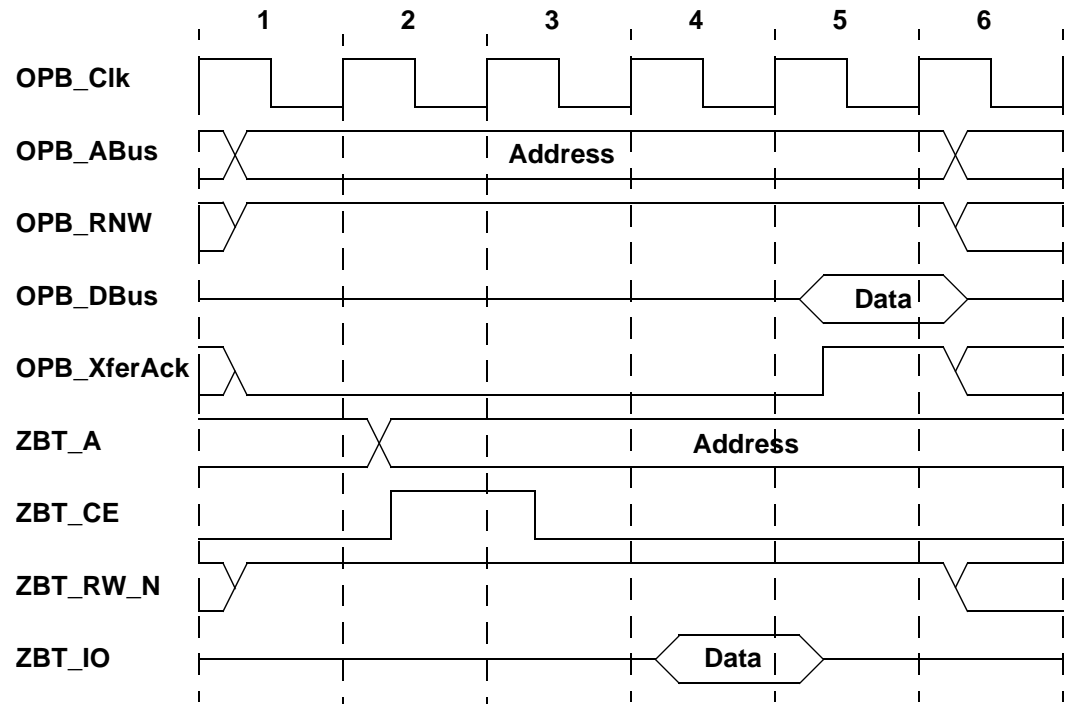 1 2 3 4 5 6
OPB_Clk
OPB_ABus Address
OPB_RNW
OPB_DBus Data
OPB_XferAck
ZBT_A Address
ZBT_CE
ZBT_RW_N
ZBT_IO Data